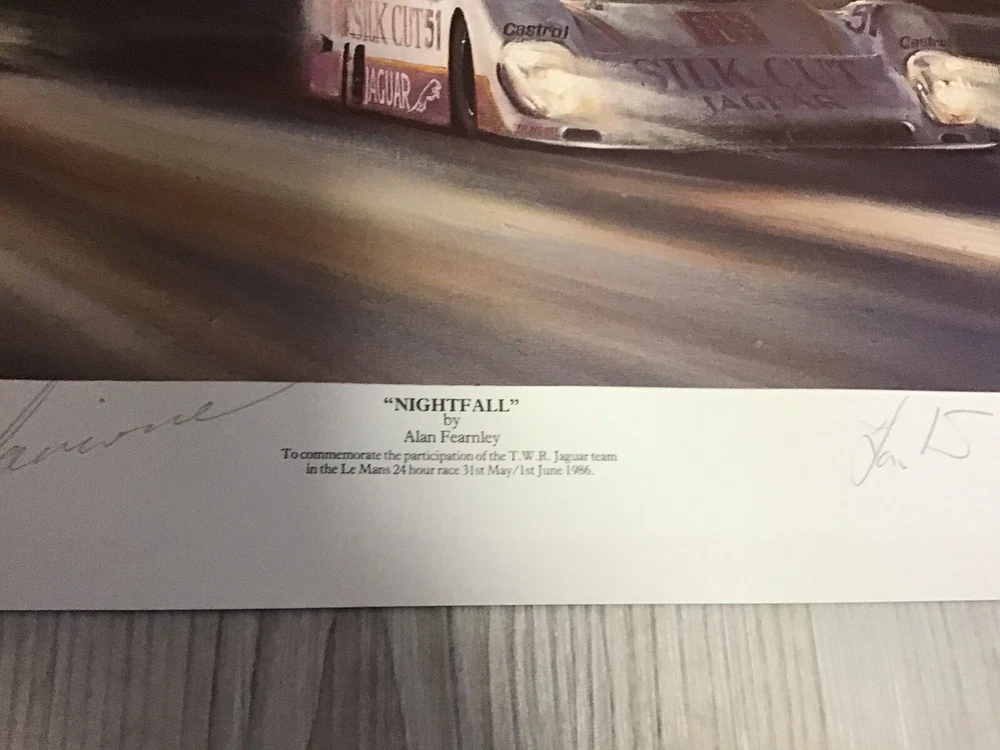 SILK CUT 51
JAGUAR
Castrol
51
Castrol
SILK CUT
JAGUAR
DUNLOP
“NIGHTFALL”
by
Alan Fearnley
To commemorate the participation of the T.W.R. Jaguar team
in the Le Mans 24 hour race 31st May/1st June 1986.